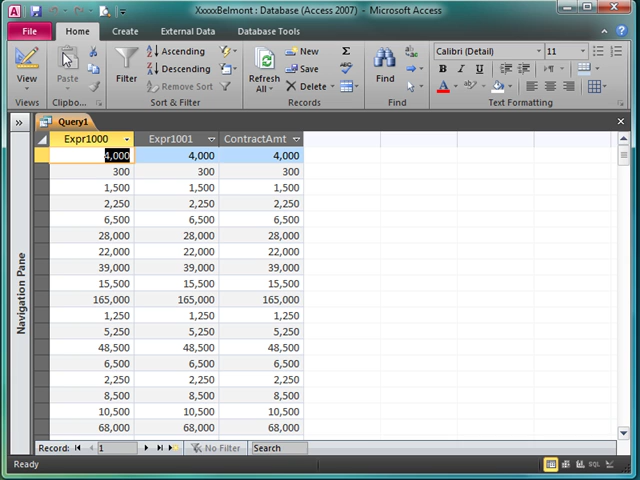 XxxxxBelmont : Database (Access 2007) - Microsoft Access
File Home Create External Data Database Tools
View
Views
Paste
Clipbo...
Filter
Ascending
Descending
Remove Sort
Sort & Filter
Refresh All
New
Save
Delete
Records
Find
Find
Calibri (Detail) 11
B I U
Text Formatting
Query1
Expr1000 Expr1001 ContractAmt
4,000 4,000 4,000
300 300 300
1,500 1,500 1,500
2,250 2,250 2,250
6,500 6,500 6,500
28,000 28,000 28,000
22,000 22,000 22,000
39,000 39,000 39,000
15,500 15,500 15,500
165,000 165,000 165,000
1,250 1,250 1,250
5,250 5,250 5,250
48,500 48,500 48,500
6,500 6,500 6,500
2,250 2,250 2,250
8,500 8,500 8,500
10,500 10,500 10,500
68,000 68,000 68,000
Navigation Pane
Record: 1 No Filter Search
Ready
SQL